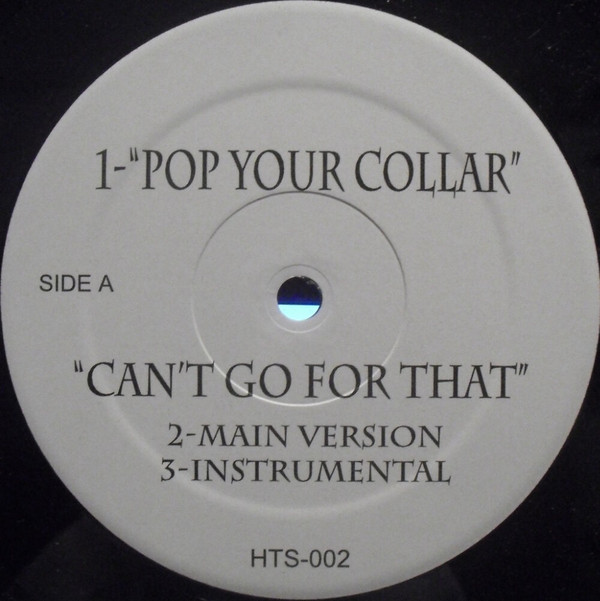 1-"POP YOUR COLLAR"
SIDE A
"CAN'T GO FOR THAT"
2-MAIN VERSION
3-INSTRUMENTAL
HTS-002